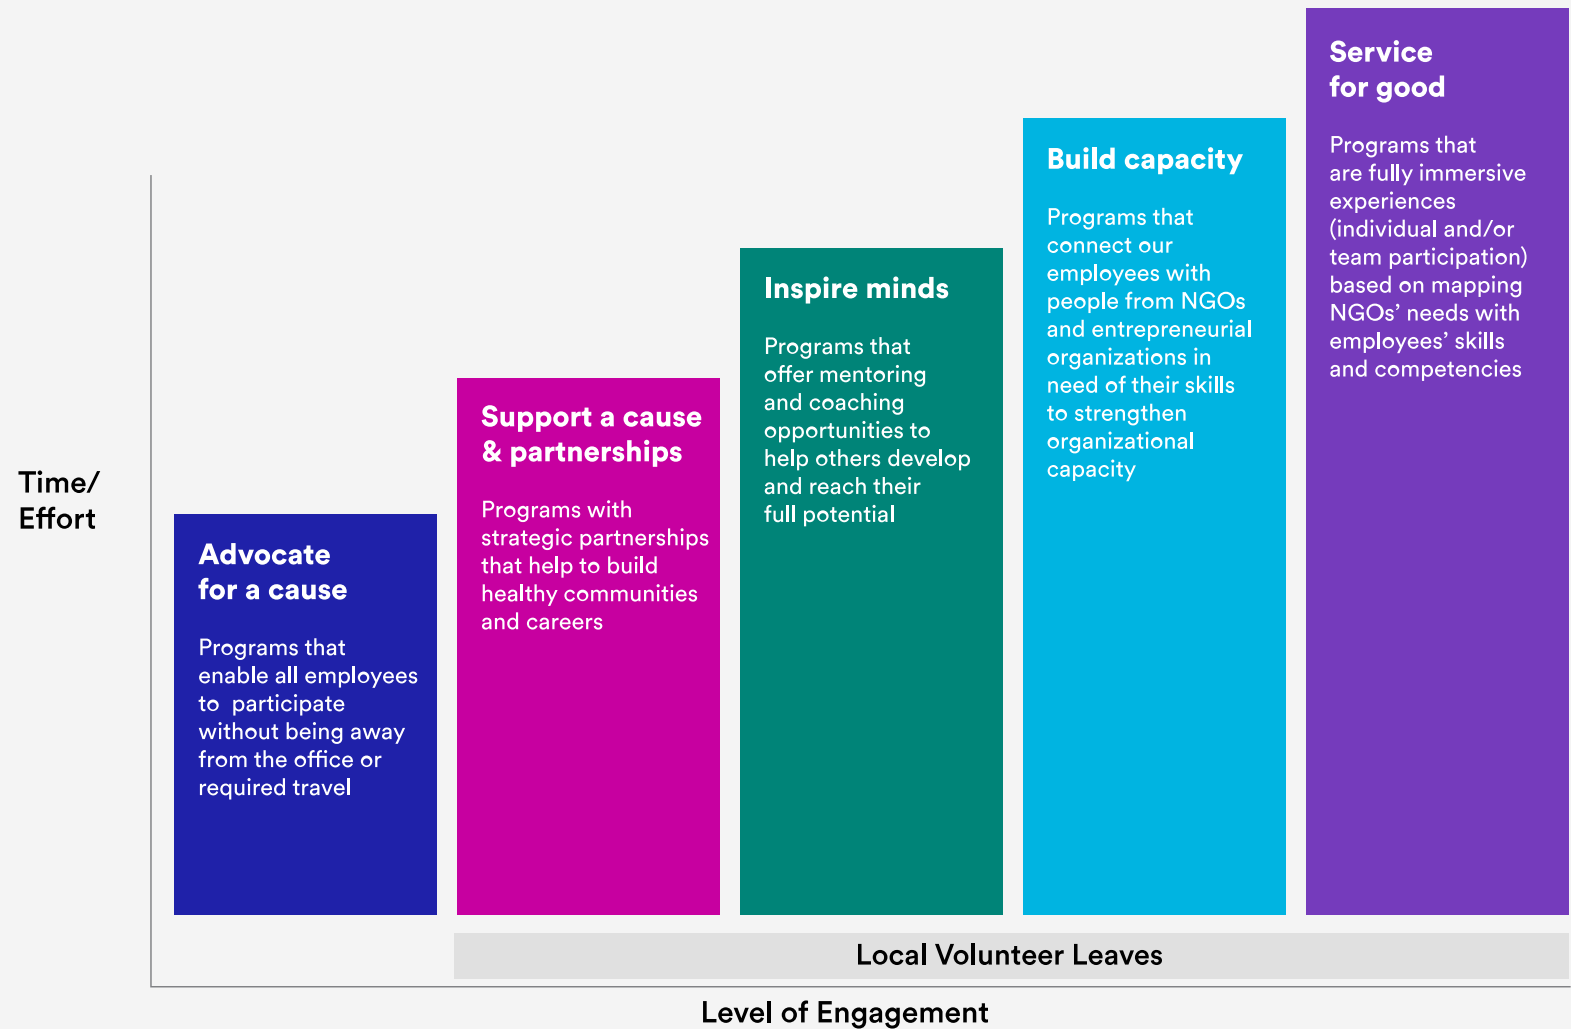 Time/
Effort
Advocate
for a cause
Programs that
enable all employees
to participate
without being away
from the office or
required travel
Support a cause
& partnerships
Programs with
strategic partnerships
that help to build
healthy communities
and careers
Inspire minds
Programs that
offer mentoring
and coaching
opportunities to
help others develop
and reach their
full potential
Build capacity
Programs that
connect our
employees with
people from NGOs
and entrepreneurial
organizations in
need of their skills
to strengthen
organizational
capacity
Service
for good
Programs that
are fully immersive
experiences
(individual and/or
team participation)
based on mapping
NGOs’ needs with
employees’ skills
and competencies
Local Volunteer Leaves
Level of Engagement